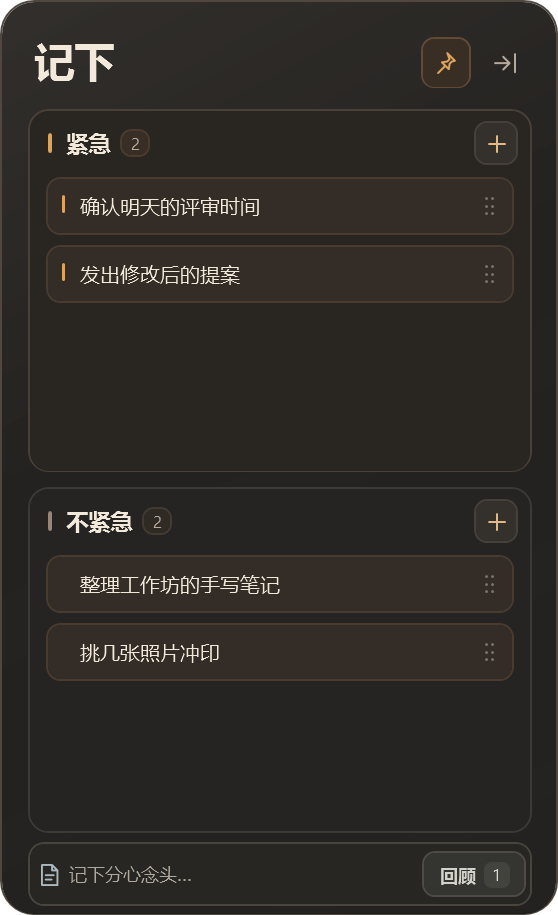 记下
紧急 2
确认明天的评审时间
发出修改后的提案
不紧急 2
整理工作坊的手写笔记
挑几张照片冲印
记下分心念头... 回顾 1